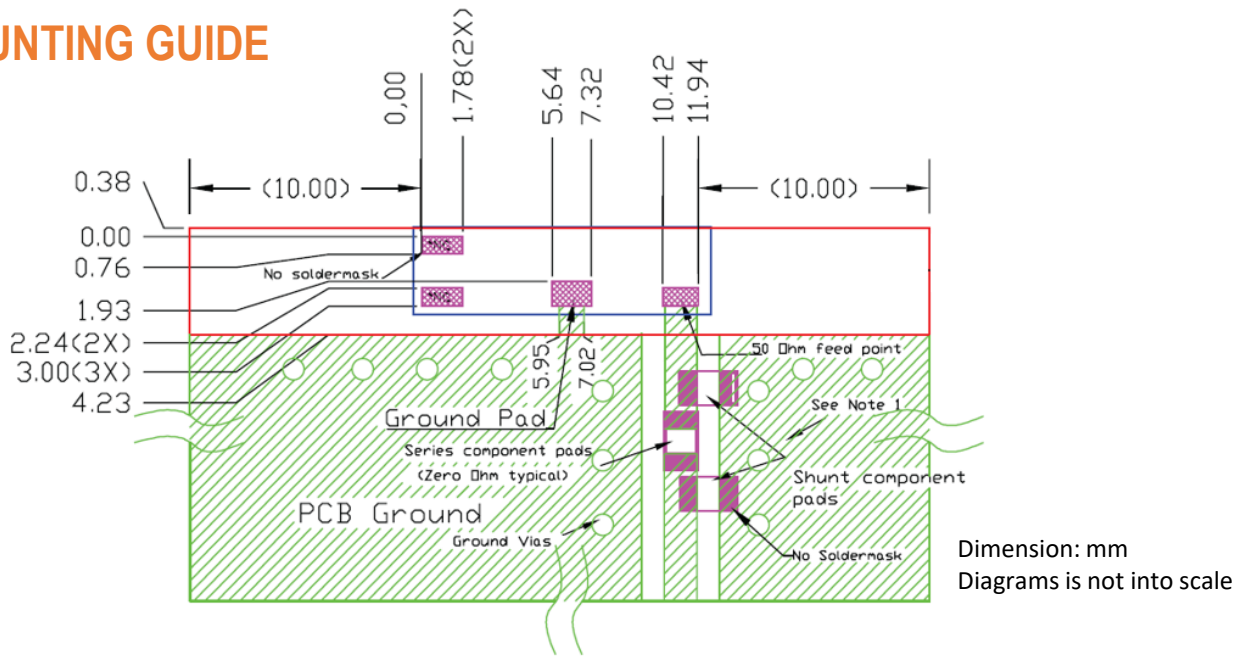 UNTING GUIDE
0,00
1.78(2X)
5.64
7.32
10.42
11.94
0.38
(10.00)
(10.00)
0.00
0.76
1.93
2.24(2X)
3.00(3X)
4.23
*NC
No soldermask
*NC
5.95
7.02
50 Ohm feed point
Ground Pad
See Note 1
Series component pads
(Zero Ohm typical)
Shunt component
pads
PCB Ground
Ground Vias
No Soldermask
Dimension: mm
Diagrams is not into scale